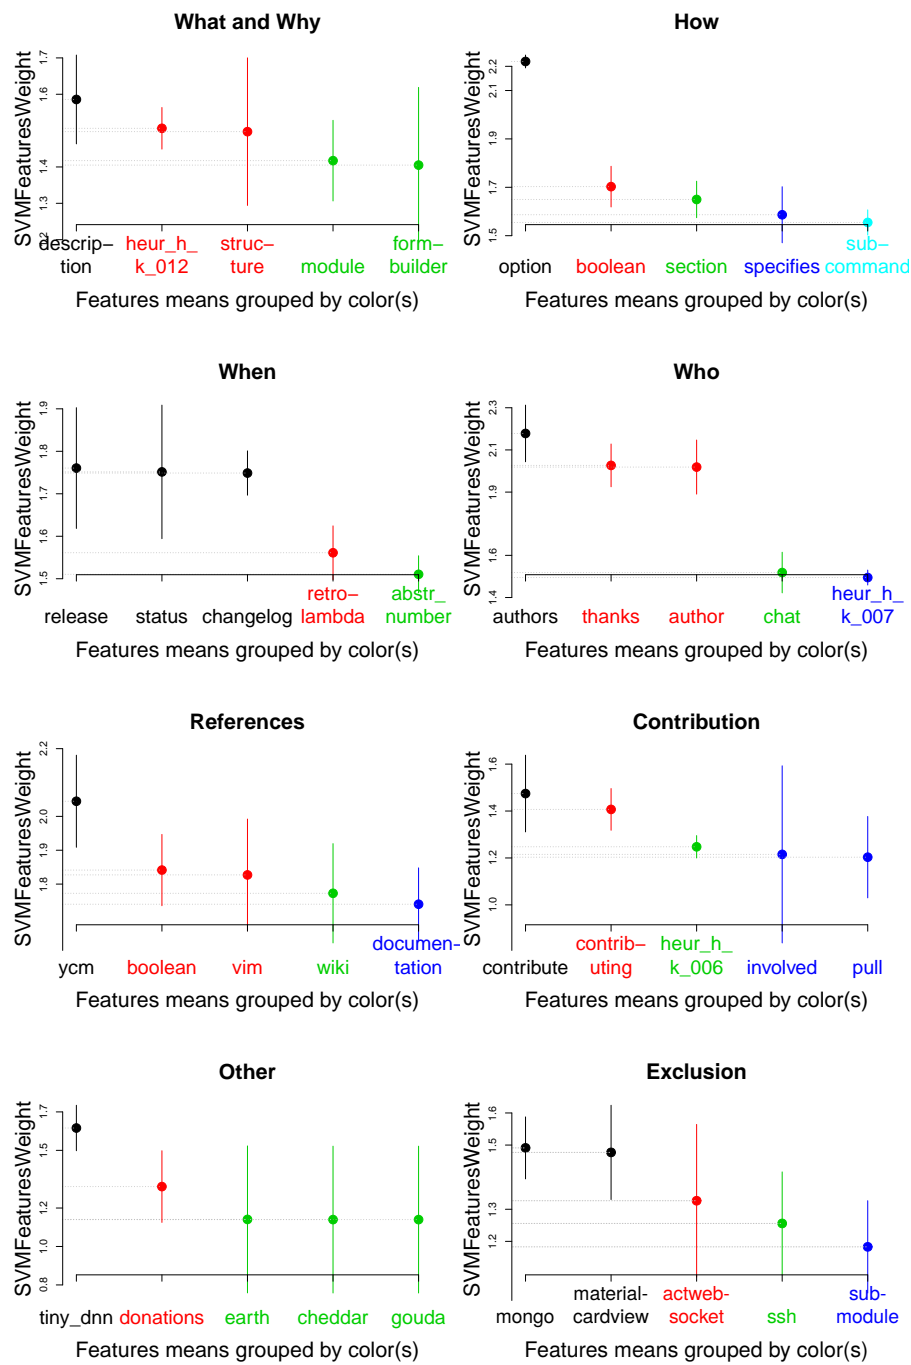 What and Why
SVMFeaturesWeight
1.7
1.6
1.4
1.3
1.2
descrip–
tion
heur_h_
k_012
struc–
ture
module
form–
builder
Features means grouped by color(s)
How
SVMFeaturesWeight
2.2
2.1
1.9
1.7
1.5
option
boolean
section
specifies
sub–
command
Features means grouped by color(s)
When
SVMFeaturesWeight
1.9
1.8
1.7
1.6
1.5
release
status
changelog
retro–
lambda
abstr_
number
Features means grouped by color(s)
Who
SVMFeaturesWeight
2.3
2.1
1.9
1.6
1.4
authors
thanks
author
chat
heur_h_
k_007
Features means grouped by color(s)
References
SVMFeaturesWeight
2.2
2.0
1.9
1.8
ycm
boolean
vim
wiki
documen-
tation
Features means grouped by color(s)
Contribution
SVMFeaturesWeight
1.6
1.4
1.2
1.0
contribute
contrib–
uting
heur_h_
k_006
involved
pull
Features means grouped by color(s)
Other
SVMFeaturesWeight
1.7
1.5
1.2
1.0
0.8
tiny_dnn
donations
earth
cheddar
gouda
Features means grouped by color(s)
Exclusion
SVMFeaturesWeight
1.6
1.5
1.3
1.2
mongo
material-
cardview
actweb-
socket
ssh
sub-
module
Features means grouped by color(s)